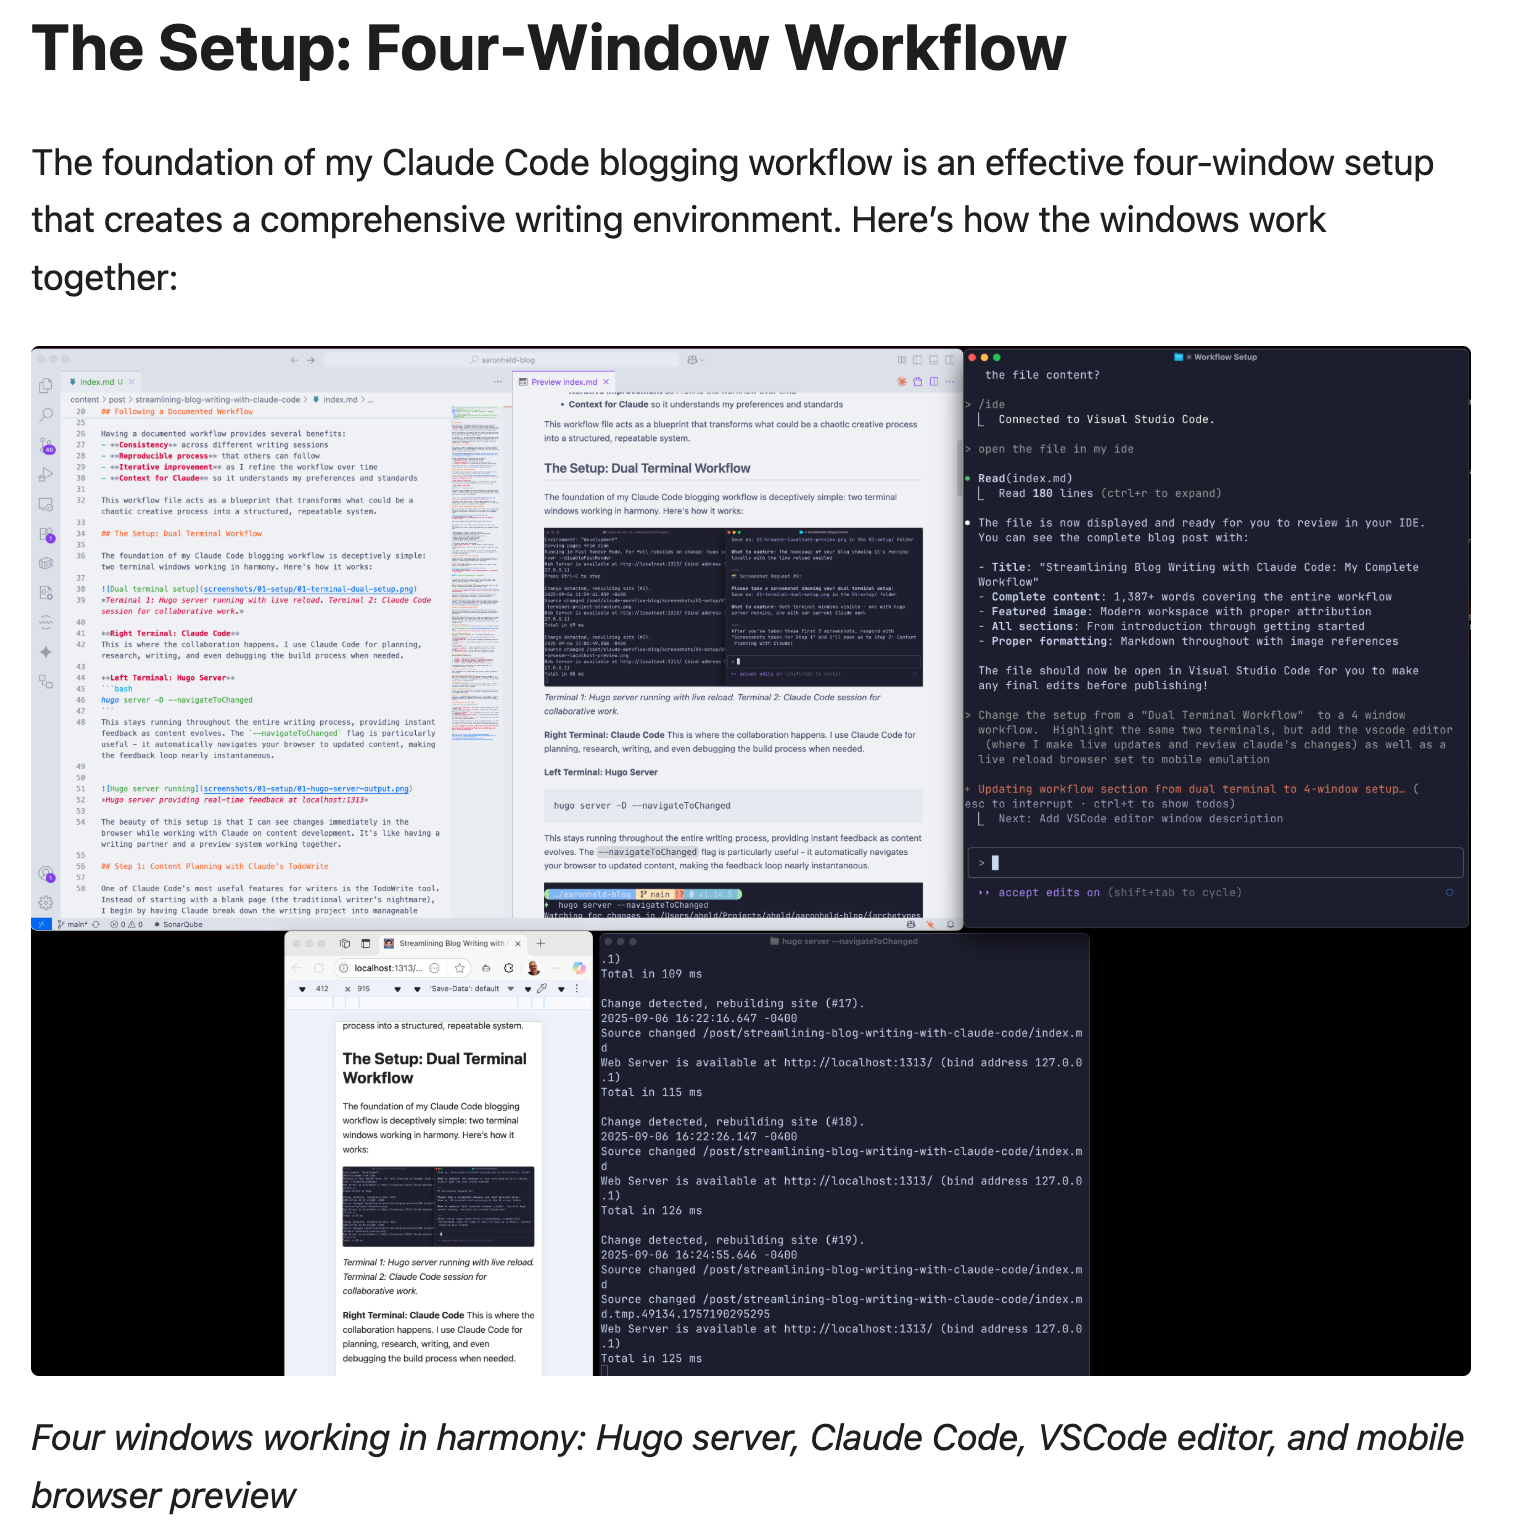 The Setup: Four-Window Workflow
The foundation of my Claude Code blogging workflow is an effective four-window setup
that creates a comprehensive writing environment. Here’s how the windows work
together:
aaronheld-blog
index.md U
content > post > streamlining-blog-writing-with-claude-code > index.md > ...
20 ## Following a Documented Workflow
25
26 Having a documented workflow provides several benefits:
27 - **Consistency** across different writing sessions
28 - **Reproducible process** that others can follow
29 - **Iterative improvement** as I refine the workflow over time
30 - **Context for Claude** so it understands my preferences and standards
31
32 This workflow file acts as a blueprint that transforms what could be a
chaotic creative process into a structured, repeatable system.
33
34 ## The Setup: Dual Terminal Workflow
35
36 The foundation of my Claude Code blogging workflow is deceptively simple:
two terminal windows working in harmony. Here's how it works:
37
38 ![Dual terminal setup](screenshots/01-setup/01-terminal-dual-setup.png)
39 *Terminal 1: Hugo server running with live reload. Terminal 2: Claude Code
session for collaborative work.*
40
41 **Right Terminal: Claude Code**
42 This is where the collaboration happens. I use Claude Code for planning,
research, writing, and even debugging the build process when needed.
43
44 **Left Terminal: Hugo Server**
45 ```bash
46 hugo server -D --navigateToChanged
47 ```
48 This stays running throughout the entire writing process, providing instant
feedback as content evolves. The `--navigateToChanged` flag is particularly
useful - it automatically navigates your browser to updated content, making
the feedback loop nearly instantaneous.
49
50
51 ![Hugo server running](screenshots/01-setup/01-hugo-server-output.png)
52 *Hugo server providing real-time feedback at localhost:1313*
53
54 The beauty of this setup is that I can see changes immediately in the
browser while working with Claude on content development. It's like having a
writing partner and a preview system working together.
55
56 ## Step 1: Content Planning with Claude's TodoWrite
57
58 One of Claude Code's most useful features for writers is the TodoWrite tool.
Instead of starting with a blank page (the traditional writer's nightmare),
I begin by having Claude break down the writing project into manageable
40
1
1
main* 0 0 SonarQube
Preview index.md
• Context for Claude so it understands my preferences and standards
This workflow file acts as a blueprint that transforms what could be a chaotic creative process
into a structured, repeatable system.
The Setup: Dual Terminal Workflow
The foundation of my Claude Code blogging workflow is deceptively simple: two terminal
windows working in harmony. Here's how it works:
Terminal 1: Hugo server running with live reload. Terminal 2: Claude Code session for
collaborative work.
Right Terminal: Claude Code This is where the collaboration happens. I use Claude Code for
planning, research, writing, and even debugging the build process when needed.
Left Terminal: Hugo Server
hugo server -D --navigateToChanged
This stays running throughout the entire writing process, providing instant feedback as content
evolves. The --navigateToChanged flag is particularly useful - it automatically navigates
your browser to updated content, making the feedback loop nearly instantaneous.
…/aaronheld-blog main !? v1.24.5
hugo server --navigateToChanged
Watching for changes in /Users/aheld/Projects/aheld/aaronheld-blog/{archetypes
Workflow Setup
the file content?
> /ide
Connected to Visual Studio Code.
> open the file in my ide
Read(index.md)
Read 180 lines (ctrl+r to expand)
The file is now displayed and ready for you to review in your IDE.
You can see the complete blog post with:
- Title: "Streamlining Blog Writing with Claude Code: My Complete
Workflow"
- Complete content: 1,387+ words covering the entire workflow
- Featured image: Modern workspace with proper attribution
- All sections: From introduction through getting started
- Proper formatting: Markdown throughout with image references
The file should now be open in Visual Studio Code for you to make
any final edits before publishing!
> Change the setup from a "Dual Terminal Workflow" to a 4 window
workflow. Highlight the same two terminals, but add the vscode editor
(where I make live updates and review claude's changes) as well as a
live reload browser set to mobile emulation
+ Updating workflow section from dual terminal to 4-window setup… (
esc to interrupt · ctrl+t to show todos)
Next: Add VSCode editor window description
>
accept edits on (shift+tab to cycle)
Streamlining Blog Writing with
localhost:1313/...
412 x 915 'Save-Data': default
process into a structured, repeatable system.
The Setup: Dual Terminal
Workflow
The foundation of my Claude Code blogging
workflow is deceptively simple: two terminal
windows working in harmony. Here’s how it
works:
Terminal 1: Hugo server running with live reload.
Terminal 2: Claude Code session for
collaborative work.
Right Terminal: Claude Code This is where the
collaboration happens. I use Claude Code for
planning, research, writing, and even
debugging the build process when needed.
hugo server --navigateToChanged
.1)
Total in 109 ms
Change detected, rebuilding site (#17).
2025-09-06 16:22:16.647 -0400
Source changed /post/streamlining-blog-writing-with-claude-code/index.m
d
Web Server is available at http://localhost:1313/ (bind address 127.0.0
.1)
Total in 115 ms
Change detected, rebuilding site (#18).
2025-09-06 16:22:26.147 -0400
Source changed /post/streamlining-blog-writing-with-claude-code/index.m
d
Web Server is available at http://localhost:1313/ (bind address 127.0.0
.1)
Total in 126 ms
Change detected, rebuilding site (#19).
2025-09-06 16:24:55.646 -0400
Source changed /post/streamlining-blog-writing-with-claude-code/index.m
d
Source changed /post/streamlining-blog-writing-with-claude-code/index.m
d.tmp.49134.1757190295295
Web Server is available at http://localhost:1313/ (bind address 127.0.0
.1)
Total in 125 ms
Four windows working in harmony: Hugo server, Claude Code, VSCode editor, and mobile
browser preview